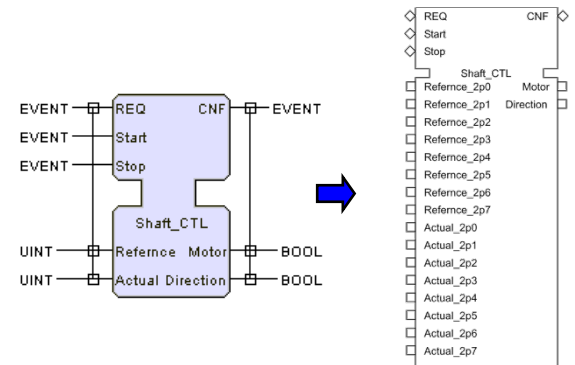 EVENT REQ CNF EVENT
EVENT Start
EVENT Stop
Shaft_CTL
UINT Refernce Motor BOOL
UINT Actual Direction BOOL
REQ CNF
Start
Stop
Shaft_CTL
Refernce_2p0 Motor
Refernce_2p1 Direction
Refernce_2p2
Refernce_2p3
Refernce_2p4
Refernce_2p5
Refernce_2p6
Refernce_2p7
Actual_2p0
Actual_2p1
Actual_2p2
Actual_2p3
Actual_2p4
Actual_2p5
Actual_2p6
Actual_2p7